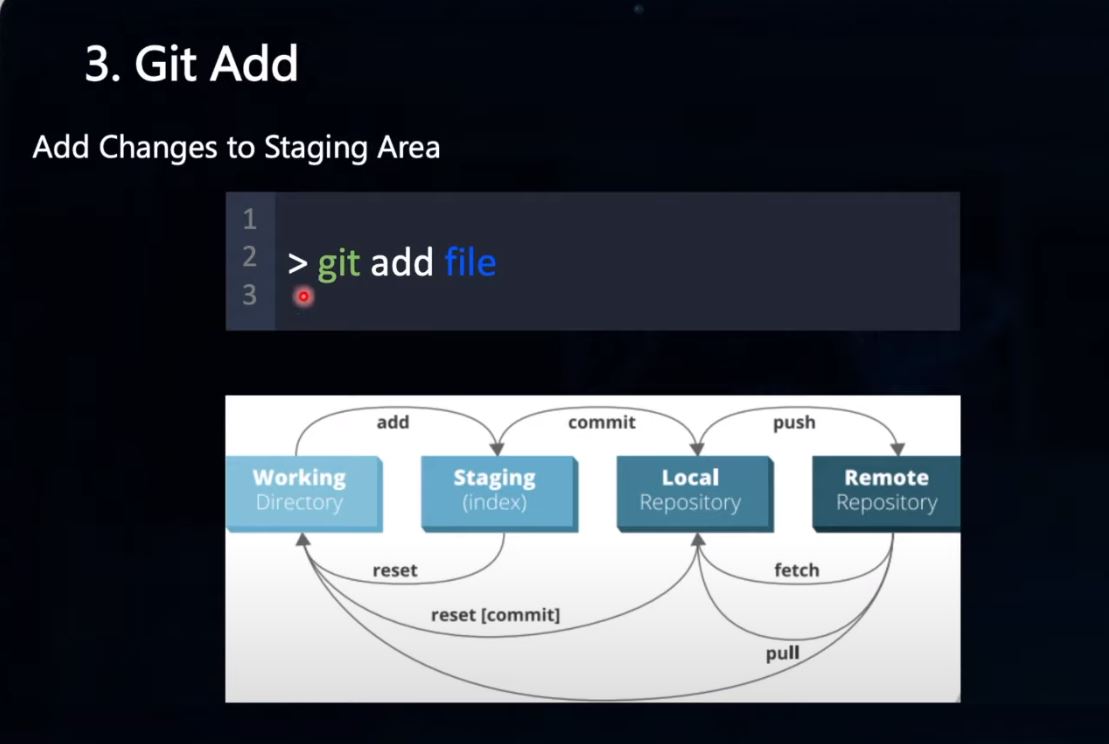 3. Git Add
Add Changes to Staging Area
1
2 > git add file
3
add commit push
Working Staging Local Remote
Directory (index) Repository Repository
reset fetch
reset [commit]
pull